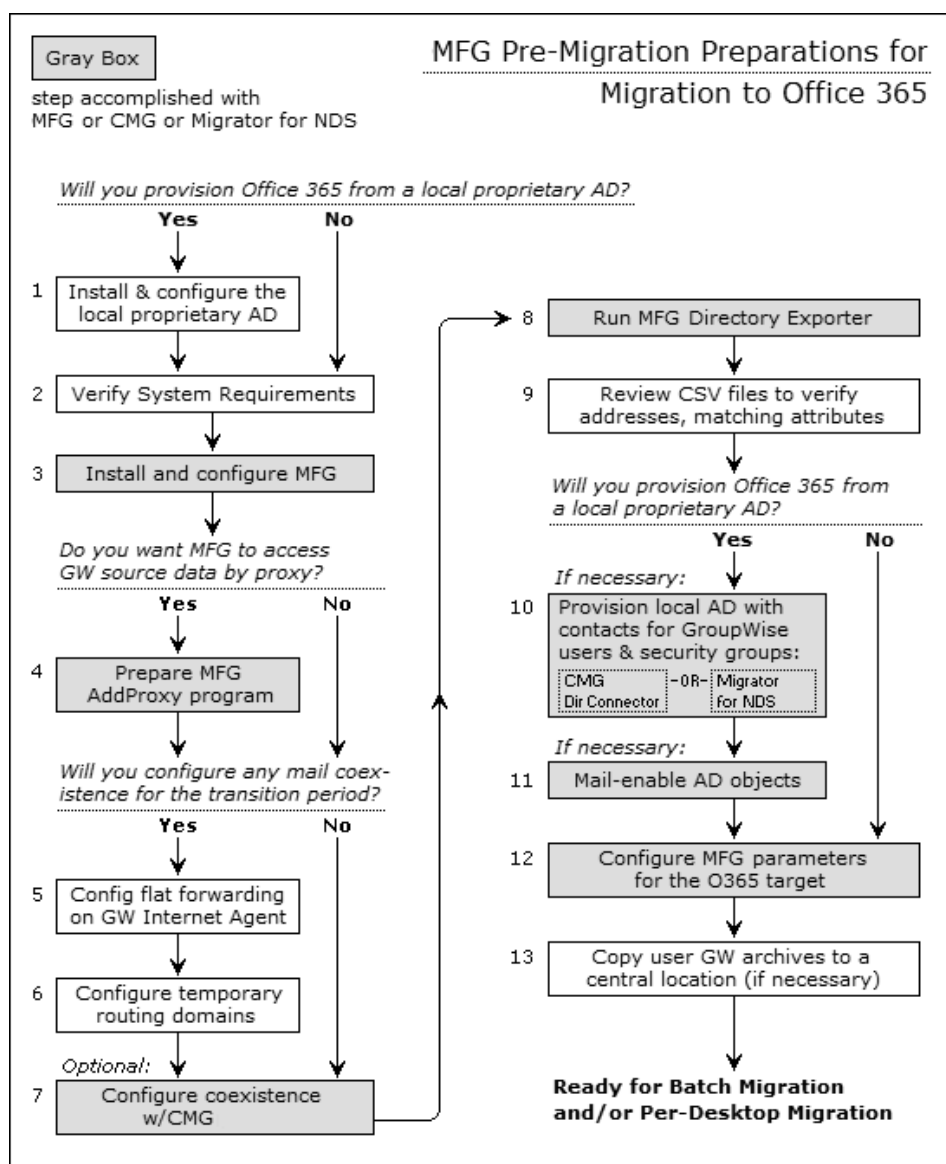 Gray Box
step accomplished with
MFG or CMG or Migrator for NDS
MFG Pre-Migration Preparations for
Migration to Office 365
Will you provision Office 365 from a local proprietary AD?
Yes No
1 Install & configure the
local proprietary AD
2 Verify System Requirements
3 Install and configure MFG
Do you want MFG to access
GW source data by proxy?
Yes No
4 Prepare MFG
AddProxy program
Will you configure any mail coex-
istence for the transition period?
Yes No
5 Config flat forwarding
on GW Internet Agent
6 Configure temporary
routing domains
Optional:
7 Configure coexistence
w/CMG
8 Run MFG Directory Exporter
9 Review CSV files to verify
addresses, matching attributes
Will you provision Office 365 from
a local proprietary AD?
Yes No
If necessary:
10 Provision local AD with
contacts for GroupWise
users & security groups:
CMG -OR- Migrator
Dir Connector for NDS
If necessary:
11 Mail-enable AD objects
12 Configure MFG parameters
for the O365 target
13 Copy user GW archives to a
central location (if necessary)
Ready for Batch Migration
and/or Per-Desktop Migration